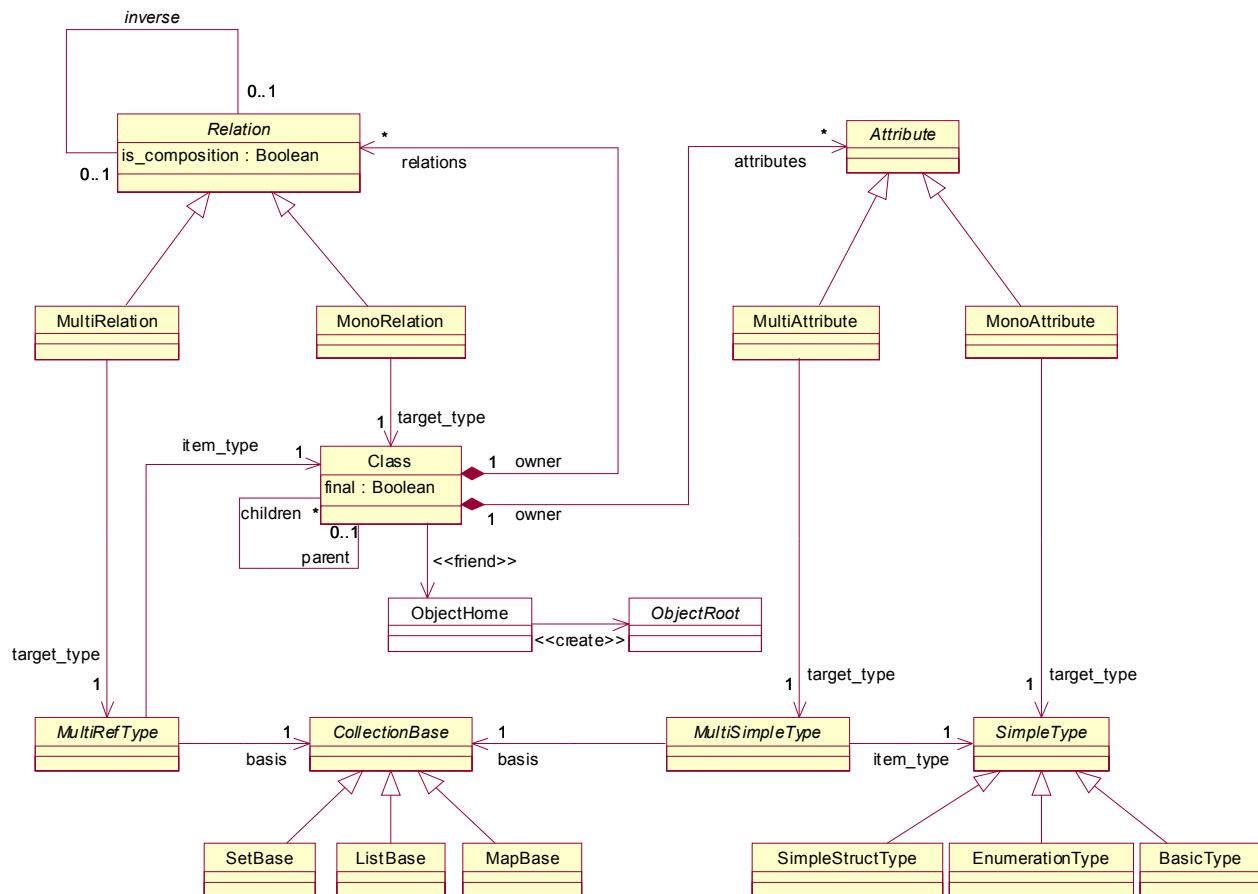 inverse
0..1
Relation
is_composition : Boolean
0..1
*
relations
*
attributes
Attribute
MultiRelation
MonoRelation
MultiAttribute
MonoAttribute
1
target_type
item_type
1
Class
final : Boolean
1
owner
1
owner
children
*
0..1
parent
<<friend>>
ObjectHome
ObjectRoot
<<create>>
target_type
1
1
target_type
1
target_type
MultiRefType
1
basis
CollectionBase
1
basis
MultiSimpleType
1
item_type
SimpleType
SetBase
ListBase
MapBase
SimpleStructType
EnumerationType
BasicType